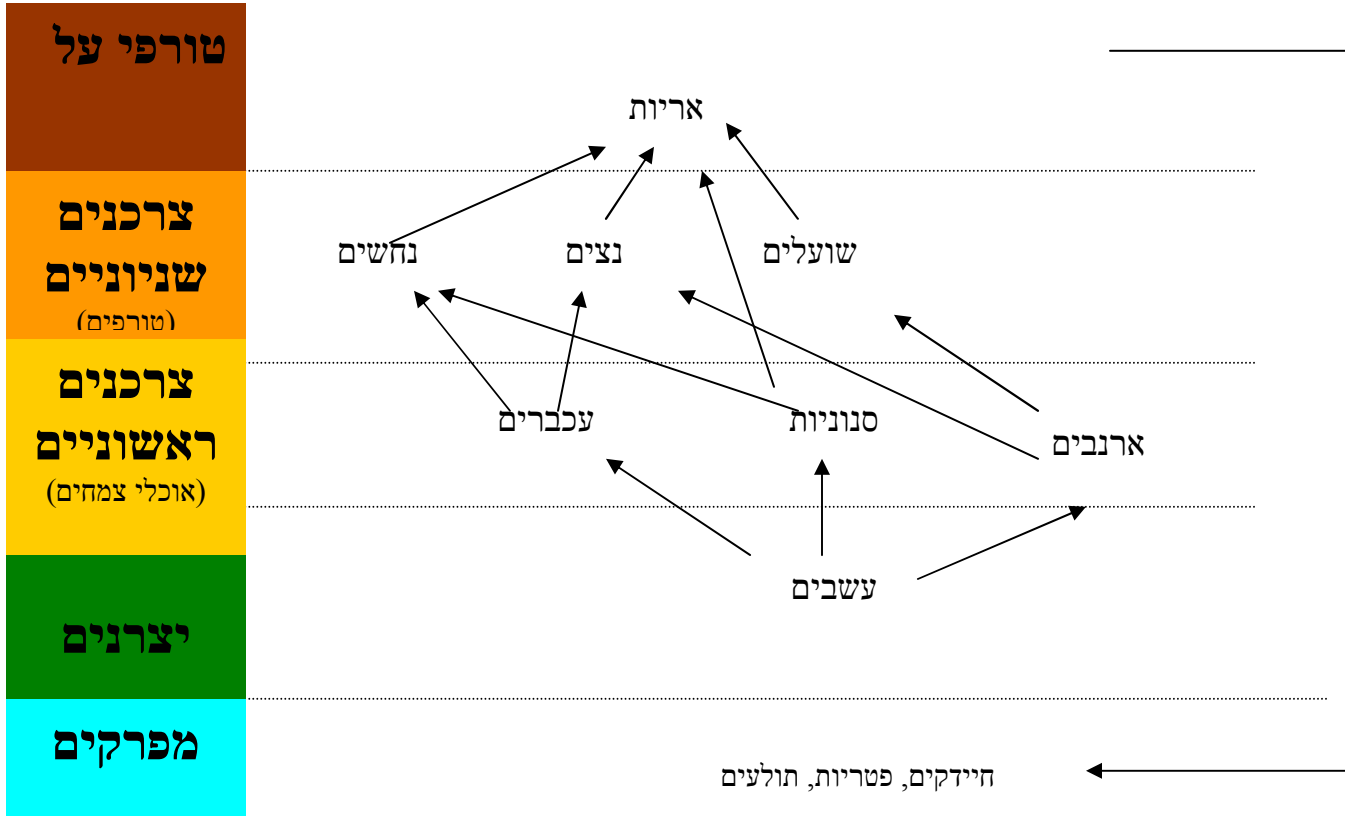 טורפי על
אריות
צרכנים
שניוניים
(טורפים)
נחשים
נצים
שועלים
צרכנים
ראשוניים
(אוכלי צמחים)
עכברים
סנוניות
ארנבים
עשבים
יצרנים
מפרקים
חיידקים, פטריות, תולעים